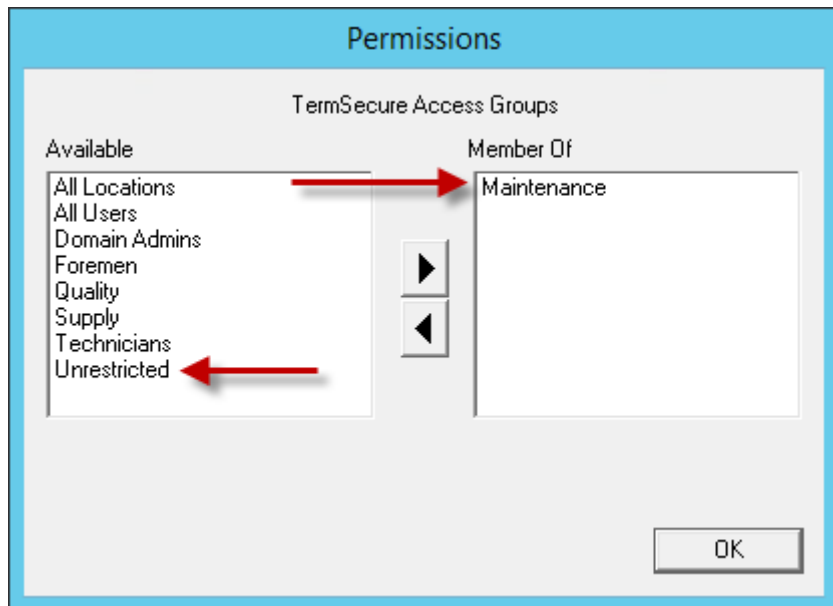 Permissions
TermSecure Access Groups
Available
All Locations
All Users
Domain Admins
Foremen
Quality
Supply
Technicians
Unrestricted
Member Of
Maintenance
OK